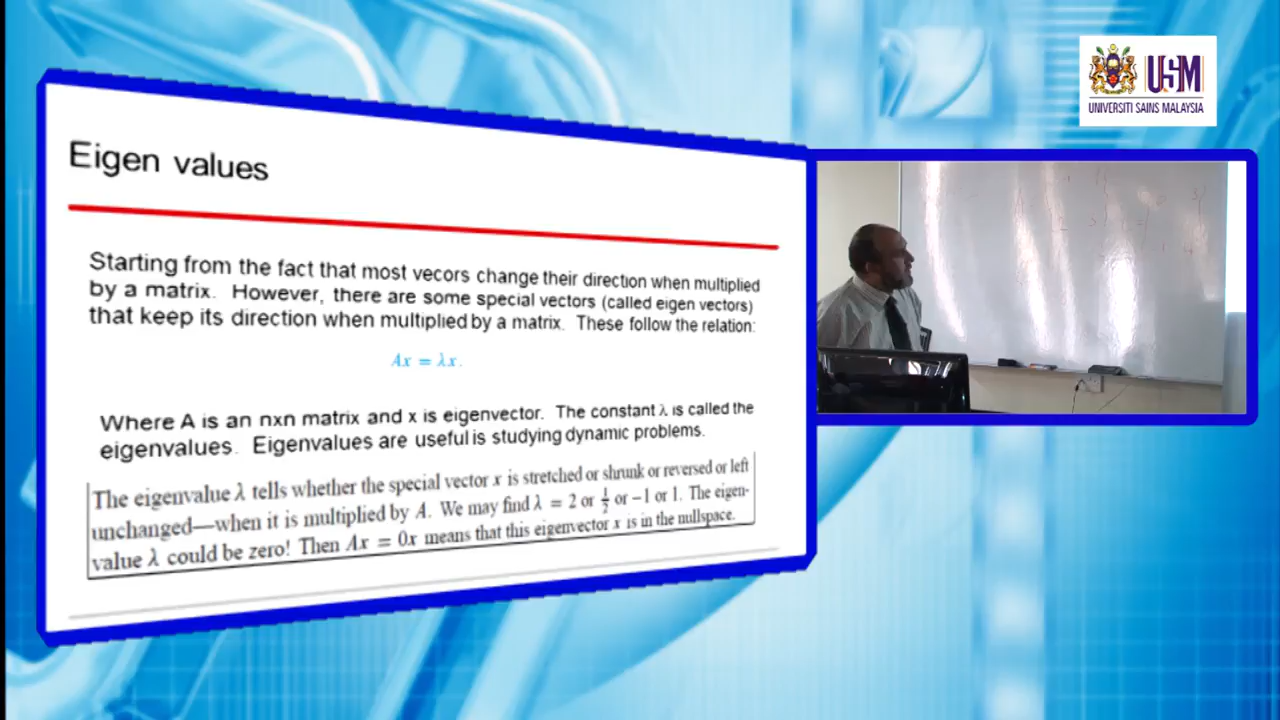 Eigen values
Starting from the fact that most vecors change their direction when multiplied
by a matrix. However, there are some special vectors (called eigen vectors)
that keep its direction when multiplied by a matrix. These follow the relation:
Ax = λx.
Where A is an nxn matrix and x is eigenvector. The constant λ is called the
eigenvalues. Eigenvalues are useful is studying dynamic problems.
The eigenvalue λ tells whether the special vector x is stretched or shrunk or reversed or left
unchanged—when it is multiplied by A. We may find λ = 2 or 1/2 or −1 or 1. The eigen-
value λ could be zero! Then Ax = 0x means that this eigenvector x is in the nullspace.
USM
UNIVERSITI SAINS MALAYSIA